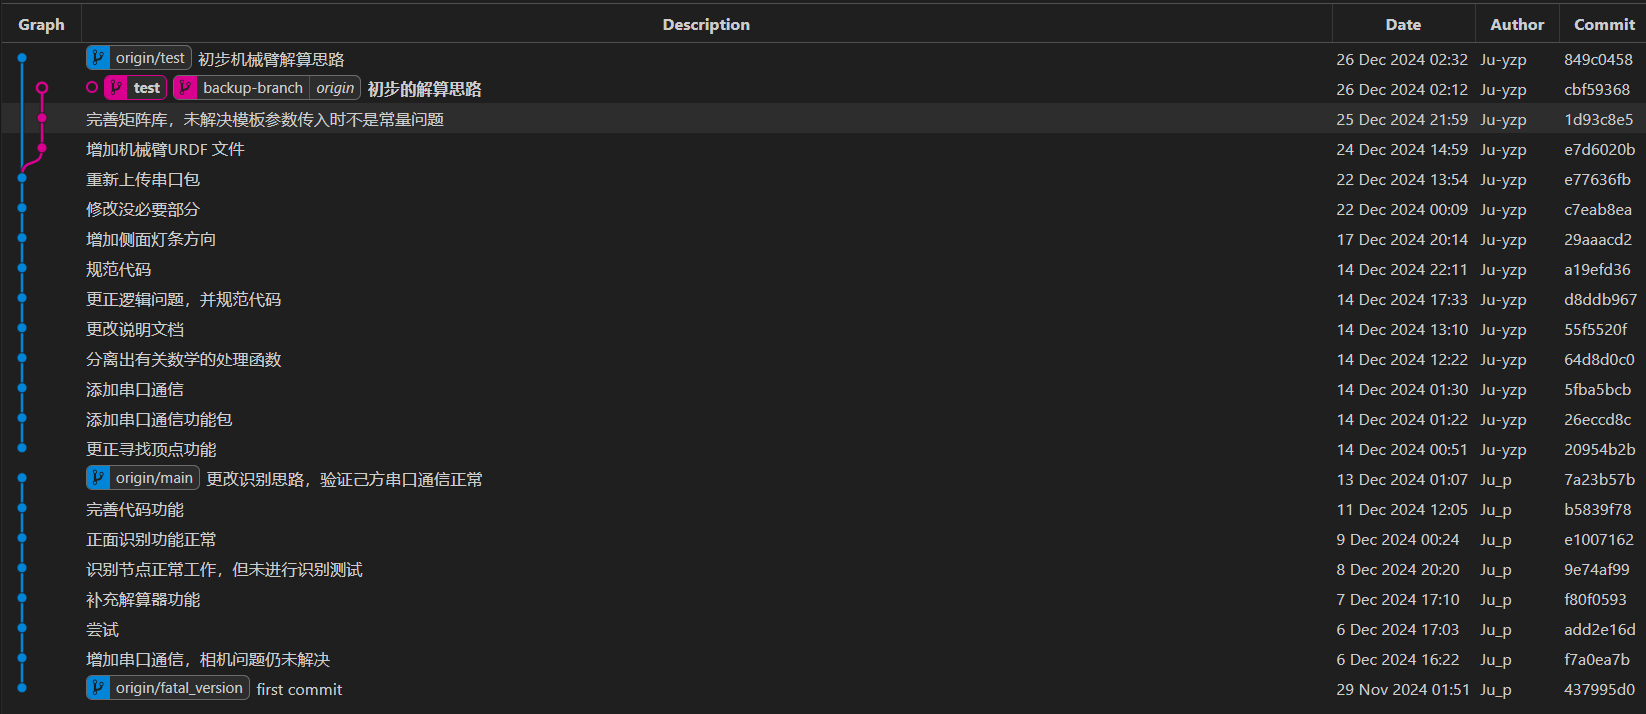 Graph Description Date Author Commit
origin/test 初步机械臂解算思路 26 Dec 2024 02:32 Ju-yzp 849c0458
test backup-branch origin 初步的解算思路 26 Dec 2024 02:12 Ju-yzp cbf59368
完善矩阵库，未解决模板参数传入时不是常量问题 25 Dec 2024 21:59 Ju-yzp 1d93c8e5
增加机械臂URDF 文件 24 Dec 2024 14:59 Ju-yzp e7d6020b
重新上传串口包 22 Dec 2024 13:54 Ju-yzp e77636fb
修改没必要部分 22 Dec 2024 00:09 Ju-yzp c7eab8ea
增加侧面灯条方向 17 Dec 2024 20:14 Ju-yzp 29aaacd2
规范代码 14 Dec 2024 22:11 Ju-yzp a19efd36
更正逻辑问题，并规范代码 14 Dec 2024 17:33 Ju-yzp d8ddb967
更改说明文档 14 Dec 2024 13:10 Ju-yzp 55f5520f
分离出有关数学的处理函数 14 Dec 2024 12:22 Ju-yzp 64d8d0c0
添加串口通信 14 Dec 2024 01:30 Ju-yzp 5fba5bcb
添加串口通信功能包 14 Dec 2024 01:22 Ju-yzp 26eccd8c
更正寻找顶点功能 14 Dec 2024 00:51 Ju-yzp 20954b2b
origin/main 更改识别思路，验证己方串口通信正常 13 Dec 2024 01:07 Ju_p 7a23b57b
完善代码功能 11 Dec 2024 12:05 Ju_p b5839f78
正面识别功能正常 9 Dec 2024 00:24 Ju_p e1007162
识别节点正常工作，但未进行识别测试 8 Dec 2024 20:20 Ju_p 9e74af99
补充解算器功能 7 Dec 2024 17:10 Ju_p f80f0593
尝试 6 Dec 2024 17:03 Ju_p add2e16d
增加串口通信，相机问题仍未解决 6 Dec 2024 16:22 Ju_p f7a0ea7b
origin/fatal_version first commit 29 Nov 2024 01:51 Ju_p 437995d0